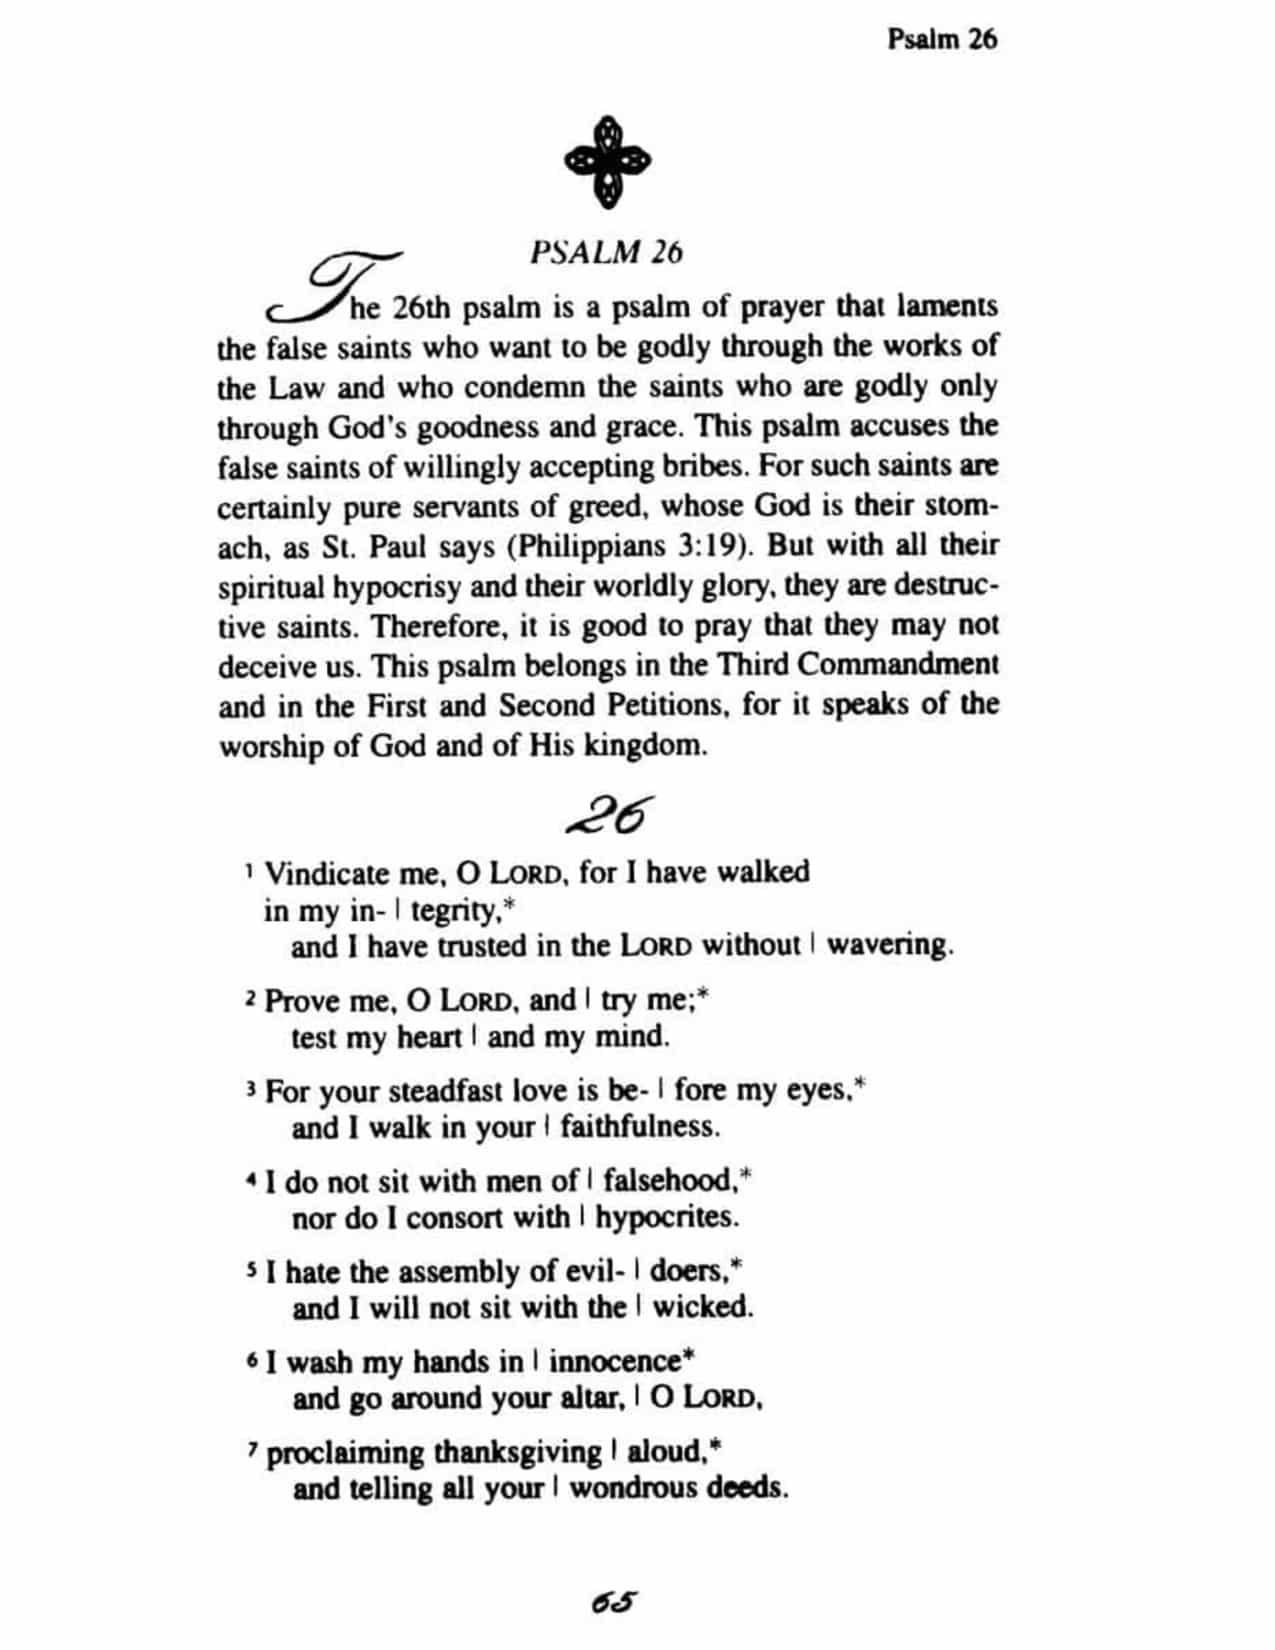 Psalm 26
PSALM 26
The 26th psalm is a psalm of prayer that laments
the false saints who want to be godly through the works of
the Law and who condemn the saints who are godly only
through God's goodness and grace. This psalm accuses the
false saints of willingly accepting bribes. For such saints are
certainly pure servants of greed, whose God is their stom-
ach, as St. Paul says (Philippians 3:19). But with all their
spiritual hypocrisy and their worldly glory, they are destruc-
tive saints. Therefore, it is good to pray that they may not
deceive us. This psalm belongs in the Third Commandment
and in the First and Second Petitions, for it speaks of the
worship of God and of His kingdom.
26
1 Vindicate me, O LORD, for I have walked
in my in- | tegrity,*
and I have trusted in the LORD without | wavering.
2 Prove me, O LORD, and | try me;*
test my heart | and my mind.
3 For your steadfast love is be- | fore my eyes,*
and I walk in your | faithfulness.
4 I do not sit with men of | falsehood,*
nor do I consort with | hypocrites.
5 I hate the assembly of evil- | doers,*
and I will not sit with the | wicked.
6 I wash my hands in | innocence*
and go around your altar, | O LORD,
7 proclaiming thanksgiving | aloud,*
and telling all your | wondrous deeds.
65